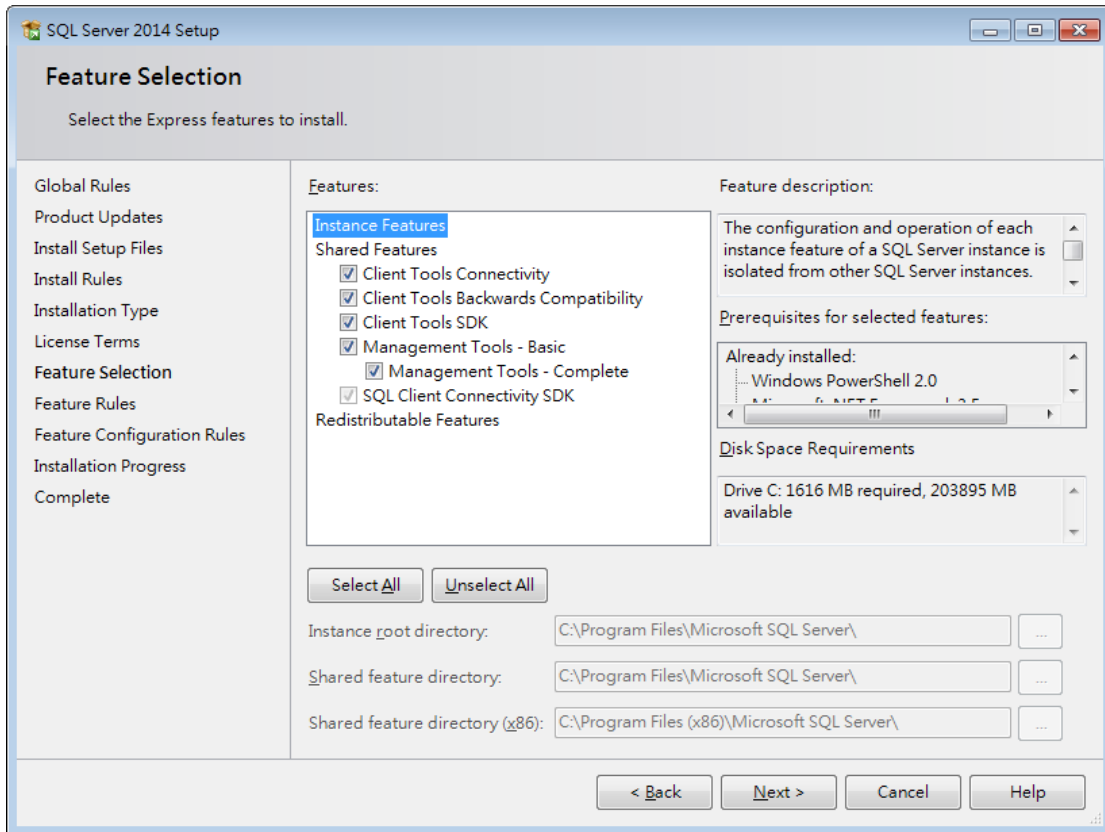 SQL Server 2014 Setup
Feature Selection
Select the Express features to install.
Global Rules
Product Updates
Install Setup Files
Install Rules
Installation Type
License Terms
Feature Selection
Feature Rules
Feature Configuration Rules
Installation Progress
Complete
Features:
Instance Features
Shared Features
Client Tools Connectivity
Client Tools Backwards Compatibility
Client Tools SDK
Management Tools - Basic
Management Tools - Complete
SQL Client Connectivity SDK
Redistributable Features
Feature description:
The configuration and operation of each
instance feature of a SQL Server instance is
isolated from other SQL Server instances.
Prerequisites for selected features:
Already installed:
Windows PowerShell 2.0
Disk Space Requirements
Drive C: 1616 MB required, 203895 MB
available
Select All
Unselect All
Instance root directory:
C:\Program Files\Microsoft SQL Server\
...
Shared feature directory:
C:\Program Files\Microsoft SQL Server\
...
Shared feature directory (x86):
C:\Program Files (x86)\Microsoft SQL Server\
...
< Back
Next >
Cancel
Help